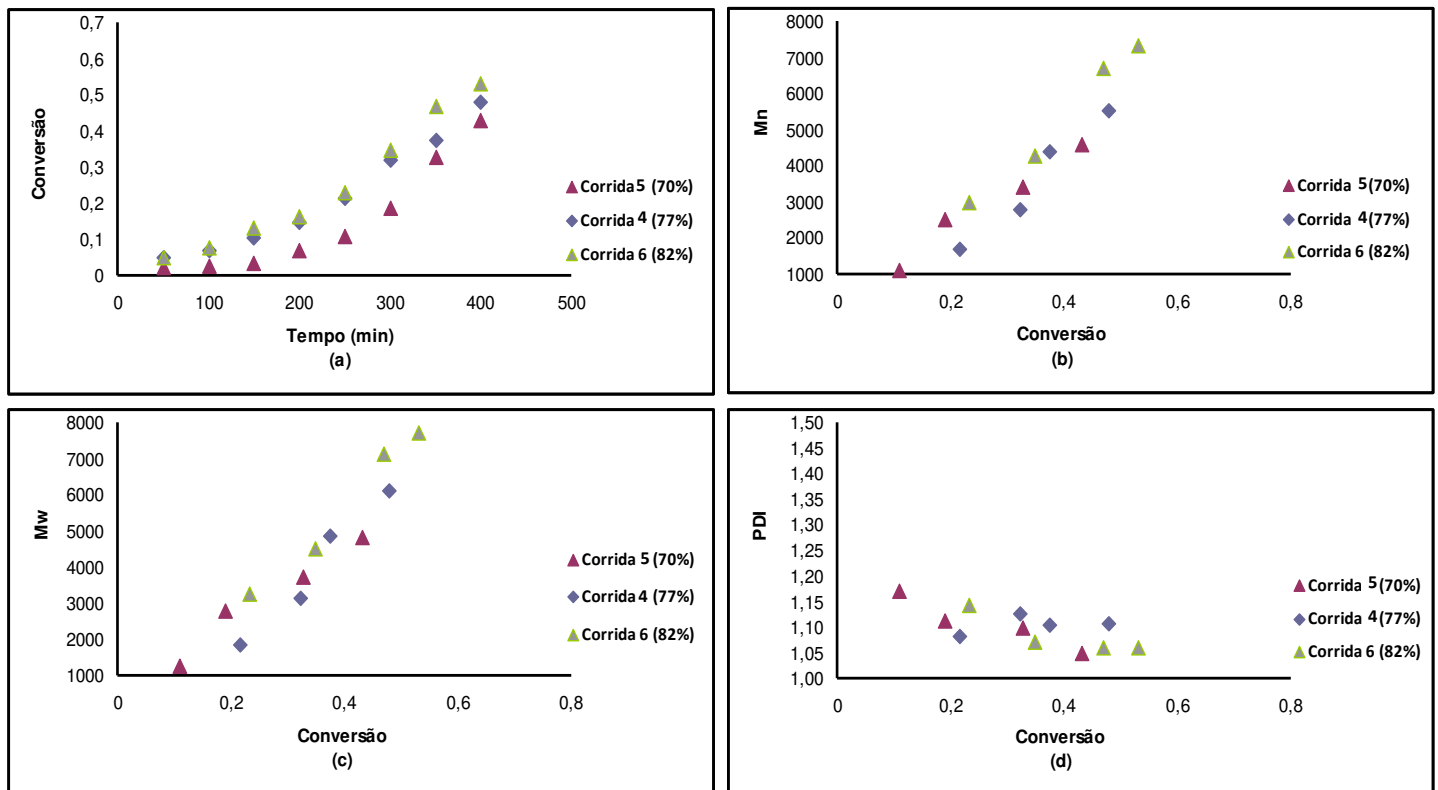 0,7
0,6
0,5
0,4
0,3
0,2
0,1
0
Conversão
0 100 200 300 400 500
Tempo (min)
(a)
Corrida 5 (70%)
Corrida 4 (77%)
Corrida 6 (82%)
8000
7000
6000
5000
4000
3000
2000
1000
Mn
0 0,2 0,4 0,6 0,8
Conversão
(b)
Corrida 5 (70%)
Corrida 4 (77%)
Corrida 6 (82%)
8000
7000
6000
5000
4000
3000
2000
1000
Mw
0 0,2 0,4 0,6 0,8
Conversão
(c)
Corrida 5 (70%)
Corrida 4 (77%)
Corrida 6 (82%)
1,50
1,45
1,40
1,35
1,30
1,25
1,20
1,15
1,10
1,05
1,00
PDI
0 0,2 0,4 0,6 0,8
Conversão
(d)
Corrida 5 (70%)
Corrida 4 (77%)
Corrida 6 (82%)